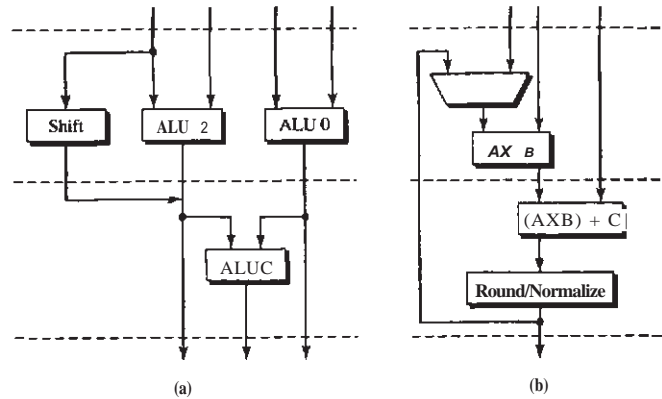 Shift
ALU 2
ALU 0
ALUC
(a)
AX B
(AXB) + C|
Round/Normalize
(b)